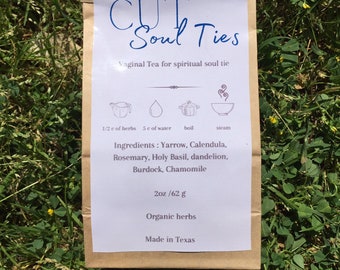 CUT
Soul Ties
Vaginal Tea for spiritual soul tie
1/2 c of herbs 5 c of water boil steam
Ingredients : Yarrow, Calendula,
Rosemary, Holy Basil, dandelion,
Burdock, Chamomile
2oz /62 g
Organic herbs
Made in Texas